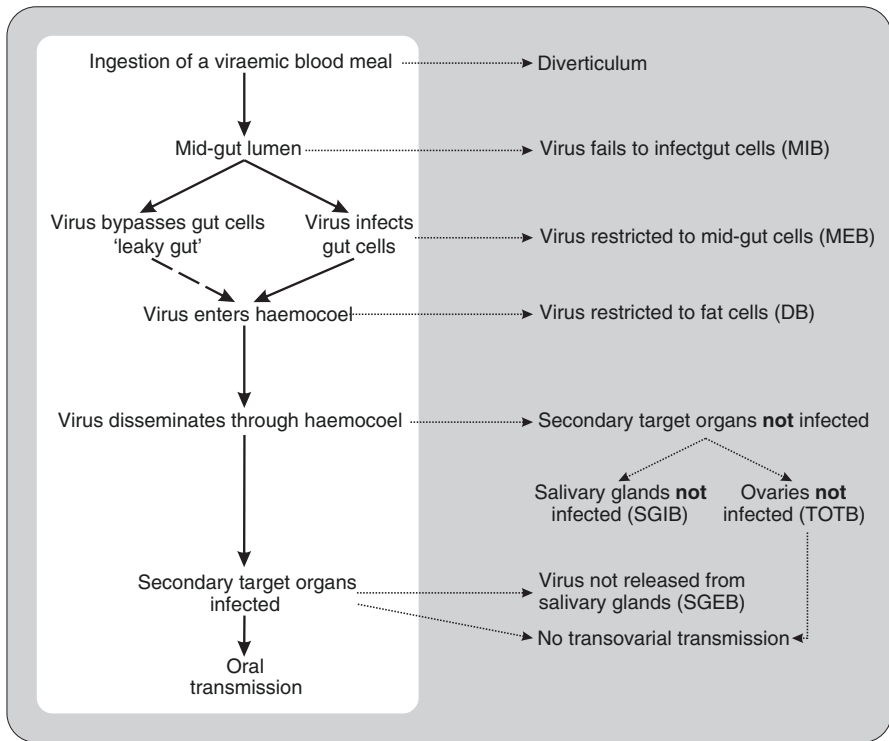 Ingestion of a viraemic blood meal
Diverticulum
Mid-gut lumen
Virus fails to infectgut cells (MIB)
Virus bypasses gut cells
'leaky gut'
Virus infects
gut cells
Virus restricted to mid-gut cells (MEB)
Virus enters haemocoel
Virus restricted to fat cells (DB)
Virus disseminates through haemocoel
Secondary target organs not infected
Salivary glands not
infected (SGIB)
Ovaries not
infected (TOTB)
Secondary target organs
infected
Virus not released from
salivary glands (SGEB)
No transovarial transmission
Oral
transmission